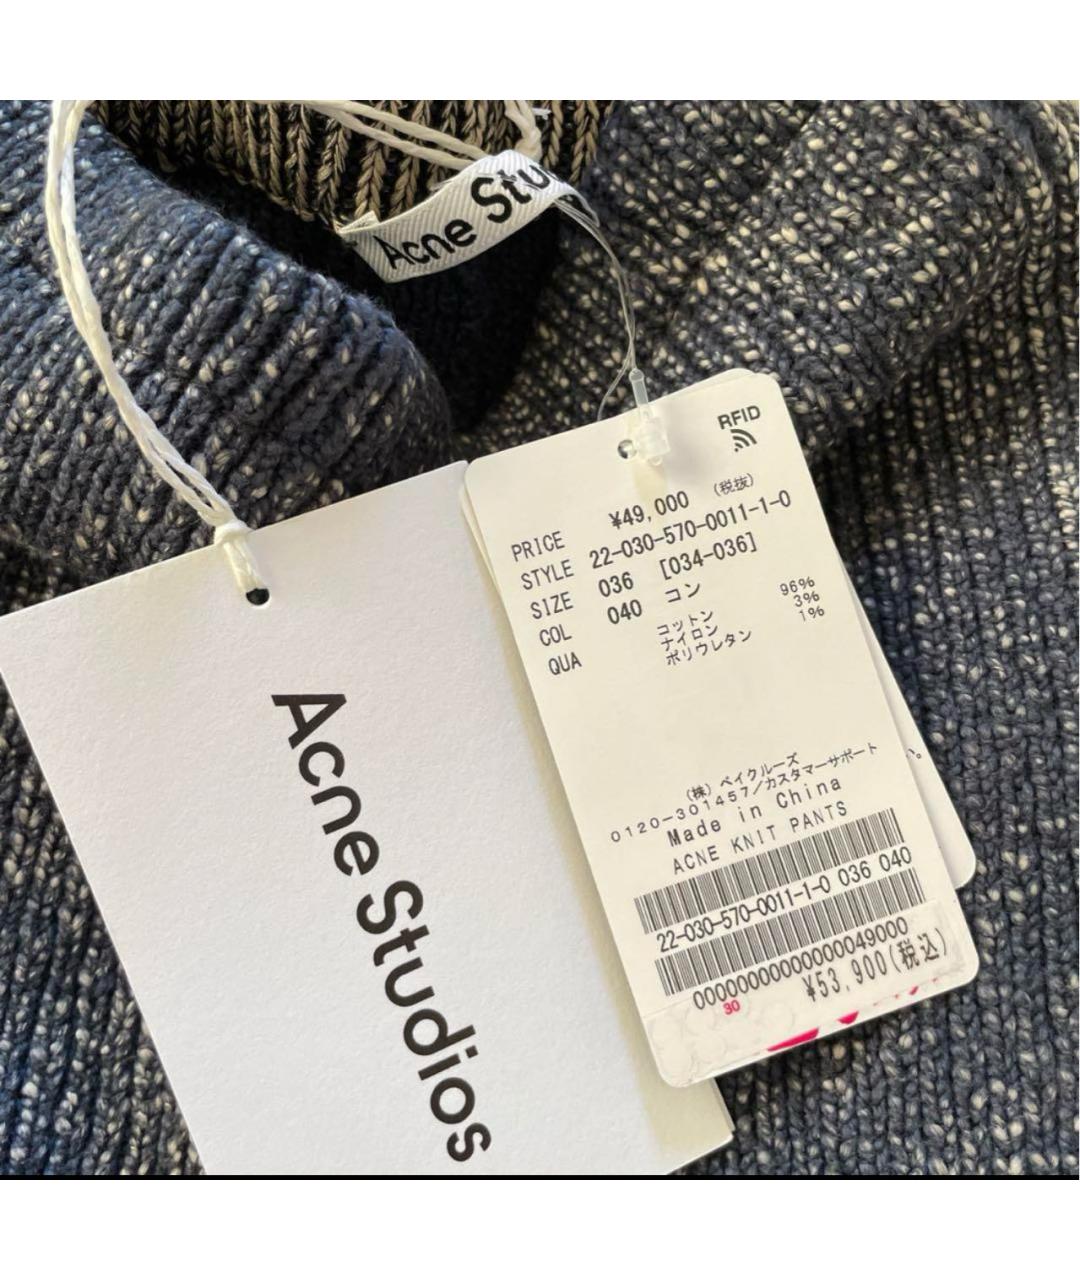 Acne Stu
Acne Studios
RFID
PRICE ¥49,000 (税抜)
STYLE 22-030-570-0011-1-0
SIZE 036 [034-036]
COL 040 コン
QUA コットン 96%
ナイロン 3%
ポリウレタン 1%
(株) ベイクルーズ
0120-301457/カスタマーサポート
Made in China
ACNE KNIT PANTS
22-030-570-0011-1-0 036 040
0000000000000049000
¥53,900(税込)
30